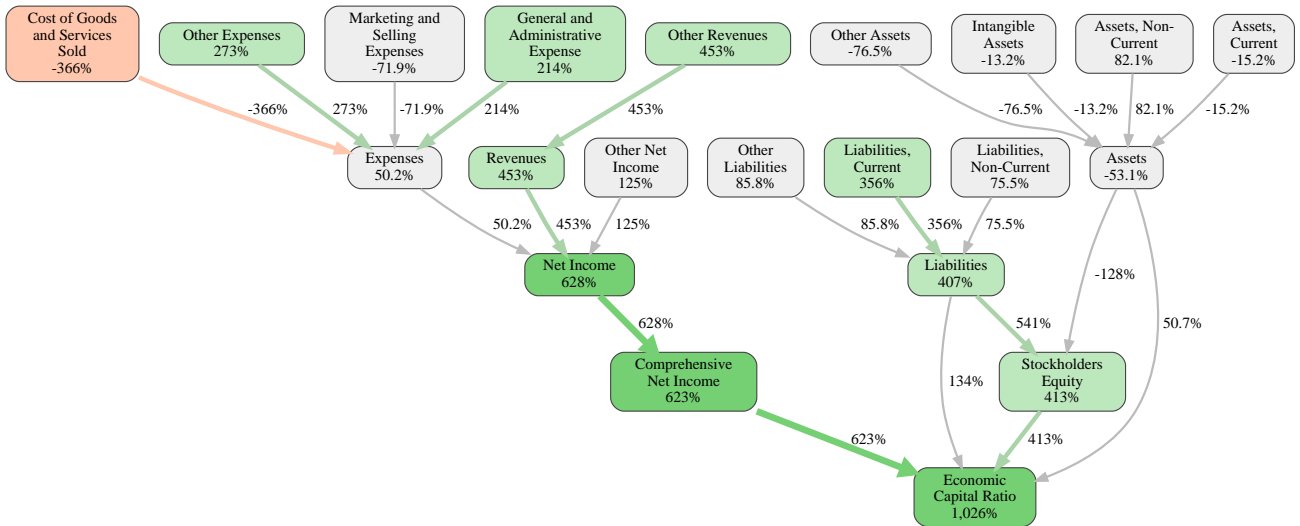 Cost of Goods
and Services
Sold
-366%
Other Expenses
273%
Marketing and
Selling
Expenses
-71.9%
General and
Administrative
Expense
214%
Other Revenues
453%
Other Assets
-76.5%
Intangible
Assets
-13.2%
Assets, Non-
Current
82.1%
Assets,
Current
-15.2%
-366%
273%
-71.9%
214%
453%
-76.5%
-13.2%
82.1%
-15.2%
Expenses
50.2%
Revenues
453%
Other Net
Income
125%
Other
Liabilities
85.8%
Liabilities,
Current
356%
Liabilities,
Non-Current
75.5%
Assets
-53.1%
50.2%
453%
125%
85.8%
356%
75.5%
Net Income
628%
Liabilities
407%
-128%
628%
541%
50.7%
Comprehensive
Net Income
623%
134%
Stockholders
Equity
413%
623%
413%
Economic
Capital Ratio
1,026%